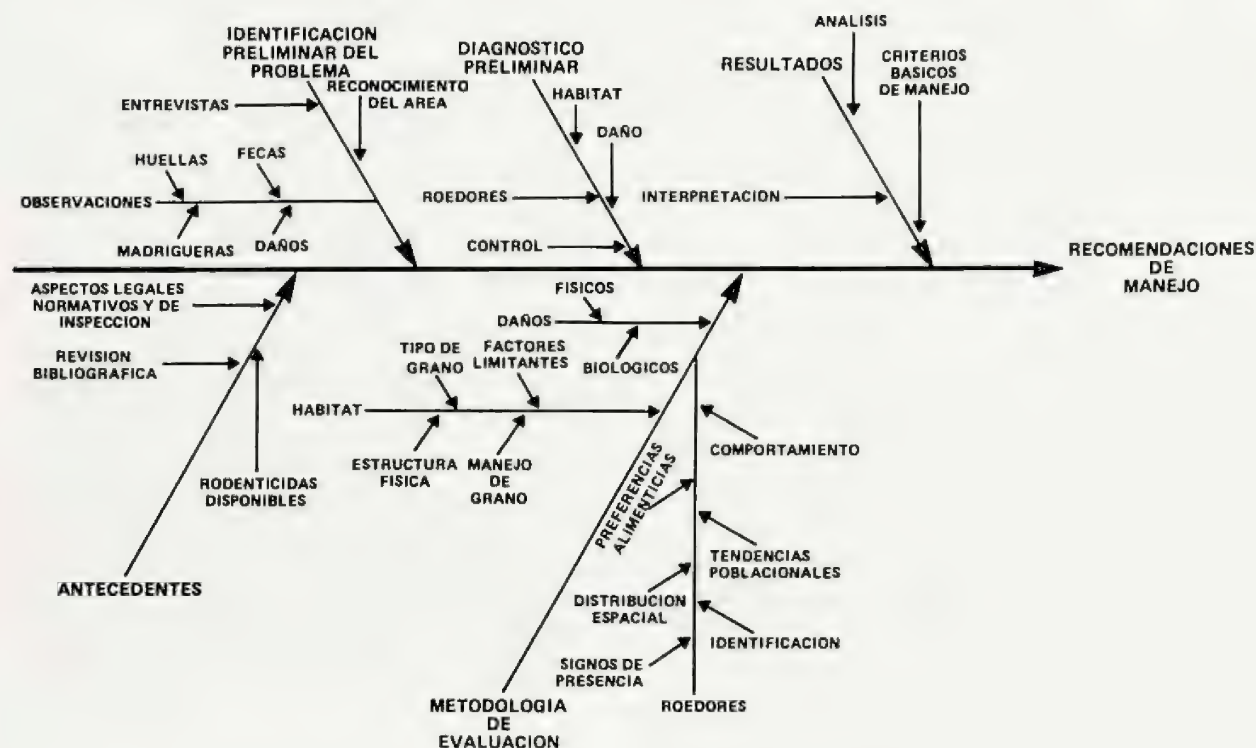 IDENTIFICACION
PRELIMINAR DEL
PROBLEMA
ENTREVISTAS
RECONOCIMIENTO
DEL AREA
HUELLAS
FECAS
OBSERVACIONES
MADRIGUERAS
DAÑOS
DIAGNOSTICO
PRELIMINAR
HABITAT
DAÑO
ROEDORES
CONTROL
ANALISIS
RESULTADOS
CRITERIOS
BASICOS
DE MANEJO
INTERPRETACION
RECOMENDACIONES
DE
MANEJO
ASPECTOS LEGALES
NORMATIVOS Y DE
INSPECCION
REVISION
BIBLIOGRAFICA
RODENTICIDAS
DISPONIBLES
ANTECEDENTES
FISICOS
DAÑOS
BIOLOGICOS
TIPO DE
GRANO
FACTORES
LIMITANTES
HABITAT
ESTRUCTURA
FISICA
MANEJO
DE
GRANO
PREFERENCIAS
ALIMENTICIAS
COMPORTAMIENTO
TENDENCIAS
POBLACIONALES
DISTRIBUCION
ESPACIAL
IDENTIFICACION
SIGNOS DE
PRESENCIA
ROEDORES
METODOLOGIA
DE
EVALUACION